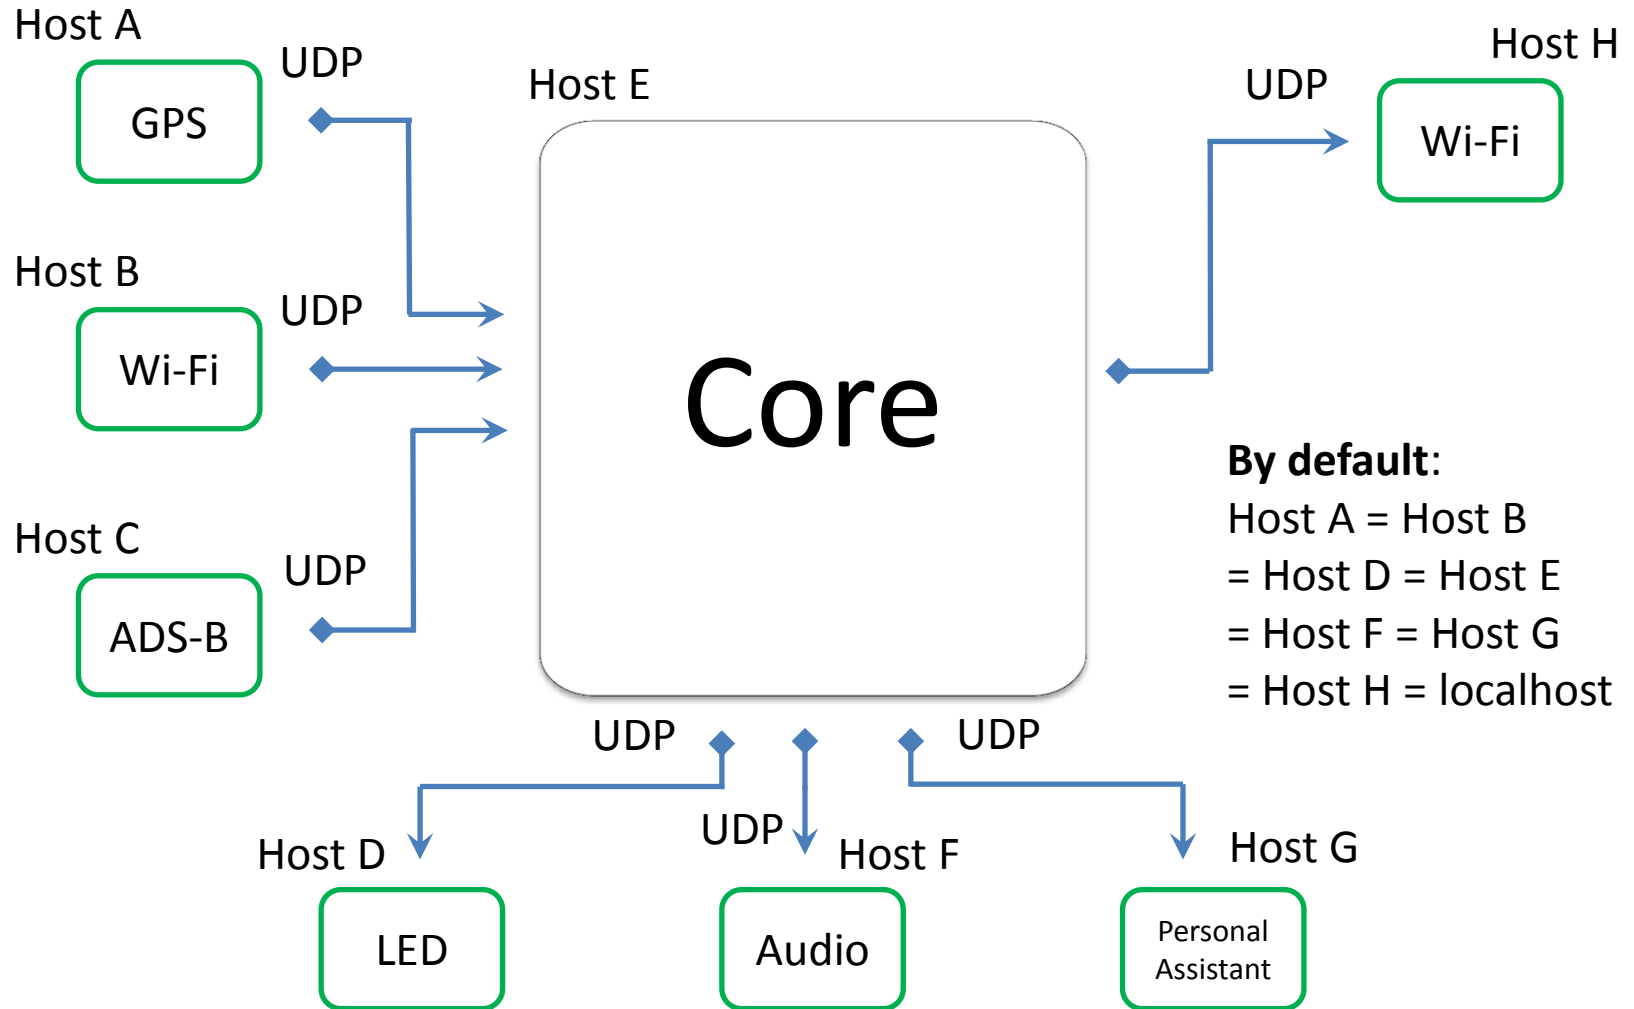 Host A
UDP
GPS
Host E
Host H
UDP
Wi-Fi
Host B
UDP
Wi-Fi
Core
Host C
UDP
ADS-B
By default:
Host A = Host B
= Host D = Host E
= Host F = Host G
= Host H = localhost
UDP
UDP
UDP
Host D
Host F
Host G
LED
Audio
Personal
Assistant